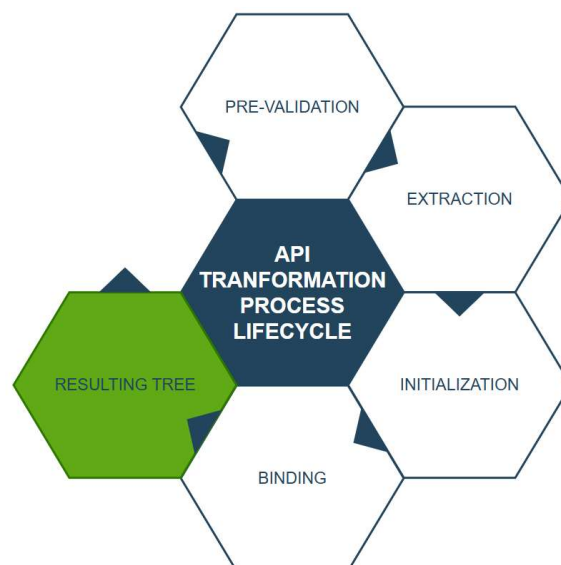 PRE-VALIDATION
EXTRACTION
API
TRANFORMATION
PROCESS
LIFECYCLE
RESULTING TREE
INITIALIZATION
BINDING